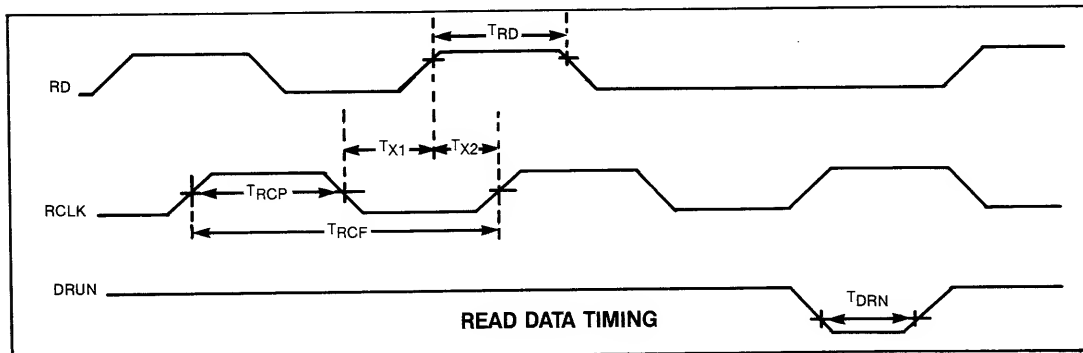 TRD
RD
TX1
TX2
TRCP
RCLK
TRCF
DRUN
TDRN
READ DATA TIMING